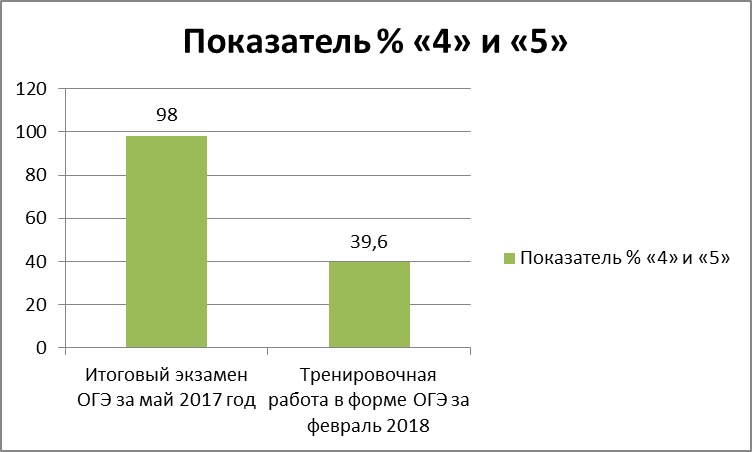 Показатель % «4» и «5»
120
100
80
60
40
20
0
98
39,6
Итоговый экзамен
ОГЭ за май 2017 год
Тренировочная
работа в форме ОГЭ за
февраль 2018
Показатель % «4» и «5»